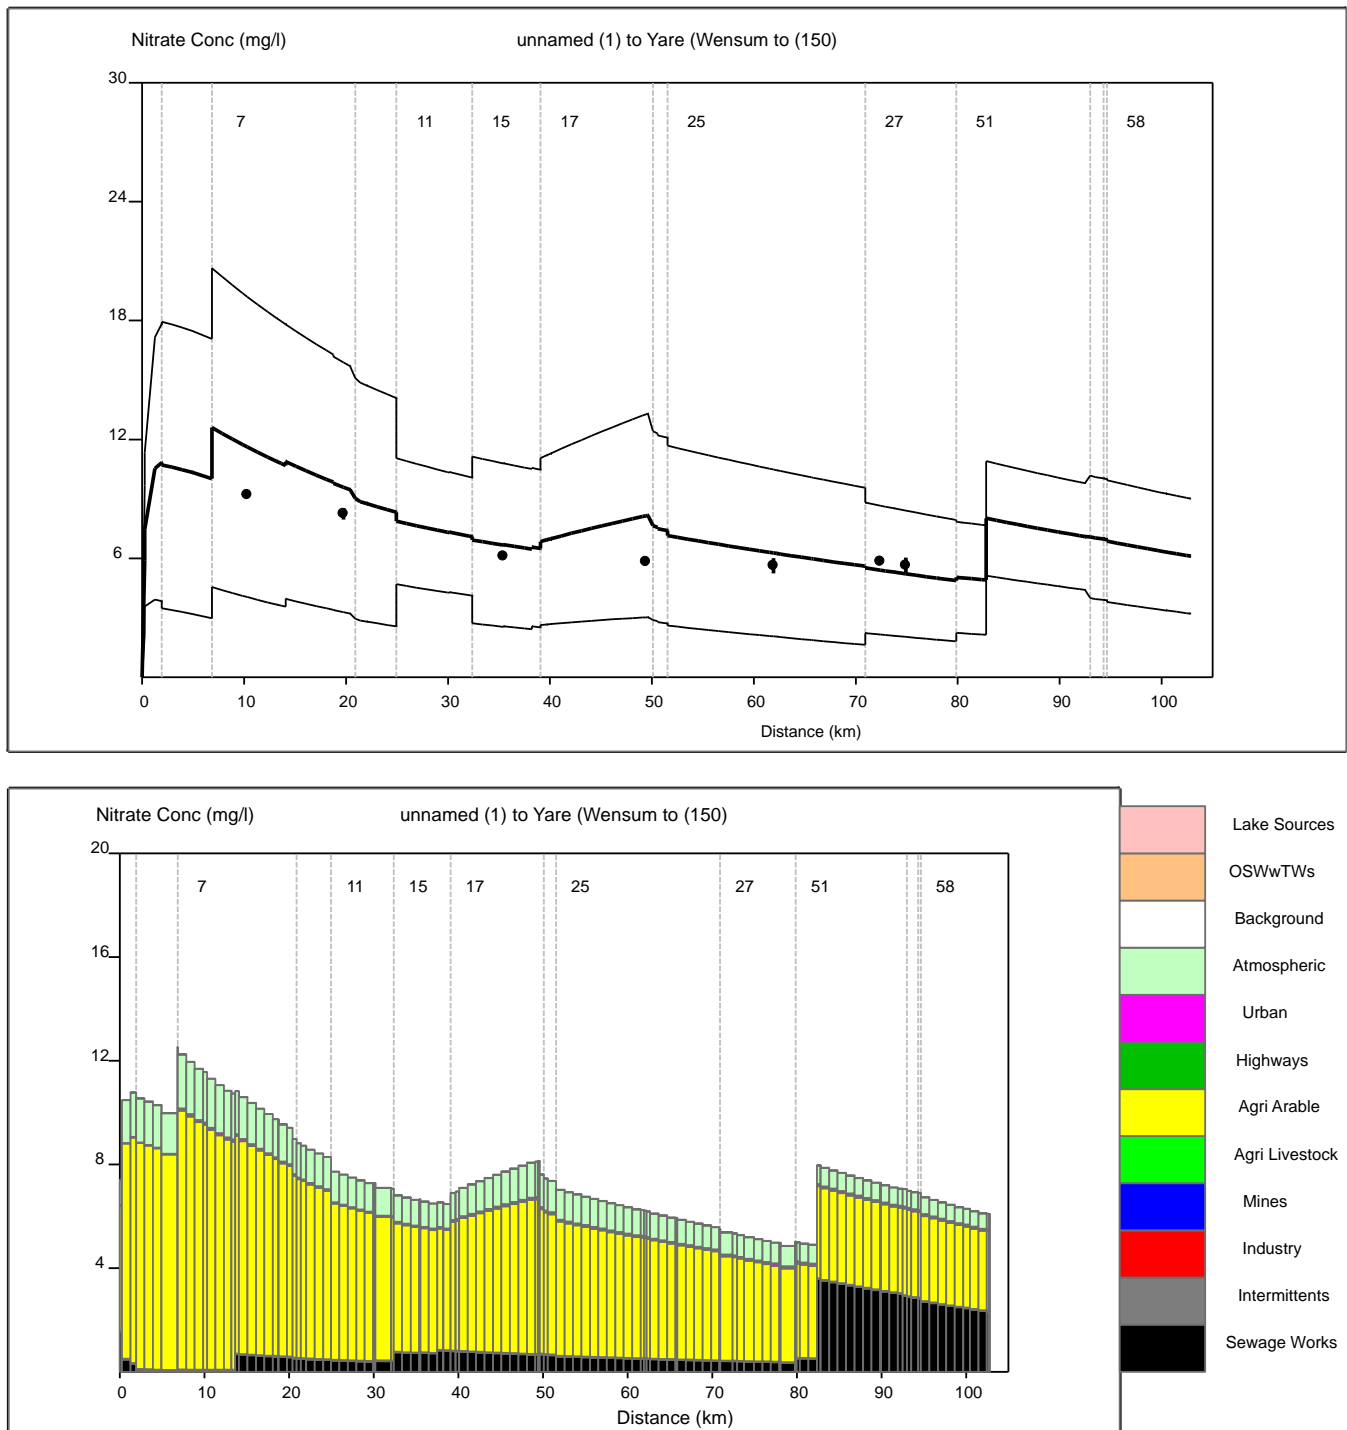 Nitrate Conc (mg/l) unnamed (1) to Yare (Wensum to (150)
30
7 11 15 17 25 27 51 58
24
18
12
6
0 10 20 30 40 50 60 70 80 90 100
Distance (km)
Nitrate Conc (mg/l) unnamed (1) to Yare (Wensum to (150)
20
7 11 15 17 25 27 51 58
16
12
8
4
0 10 20 30 40 50 60 70 80 90 100
Distance (km)
Lake Sources
OSWwTWs
Background
Atmospheric
Urban
Highways
Agri Arable
Agri Livestock
Mines
Industry
Intermittents
Sewage Works